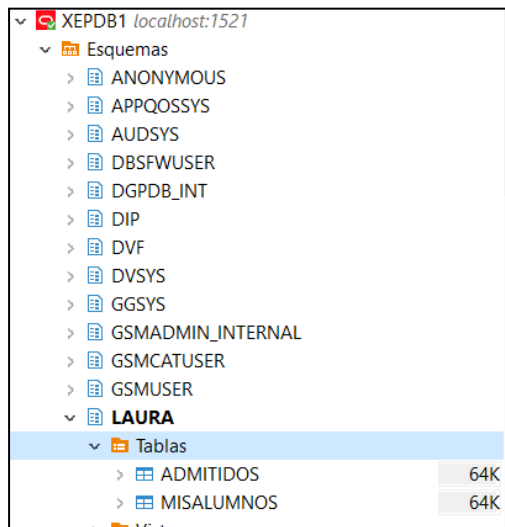 XEPDB1 localhost:1521
Esquemas
ANONYMOUS
APPQOSSYS
AUDSYS
DBSFWUSER
DGPDB_INT
DIP
DVF
DVSYS
GGSYS
GSMADMIN_INTERNAL
GSMCATUSER
GSMUSER
LAURA
Tablas
ADMITIDOS 64K
MISALUMNOS 64K